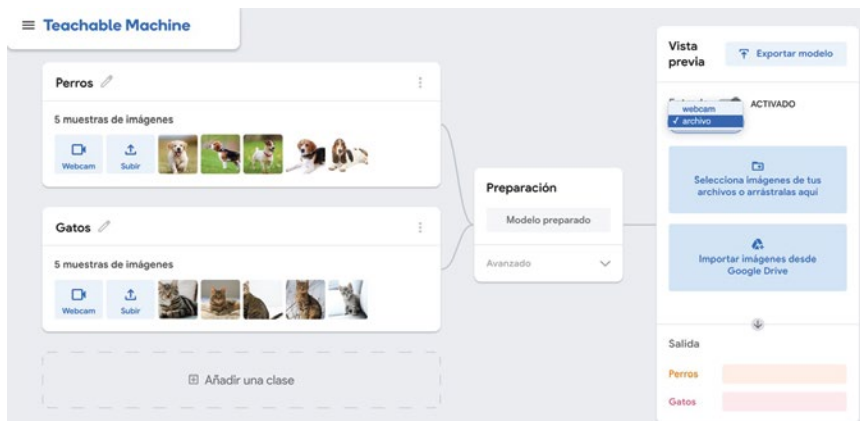 Teachable Machine
Perros
5 muestras de imágenes
Webcam
Subir
Gatos
5 muestras de imágenes
Webcam
Subir
Añadir una clase
Preparación
Modelo preparado
Avanzado
Vista
previa
Exportar modelo
ACTIVADO
webcam
✓ archivo
Selecciona imágenes de tus
archivos o arrástralas aquí
Importar imágenes desde
Google Drive
Salida
Perros
Gatos